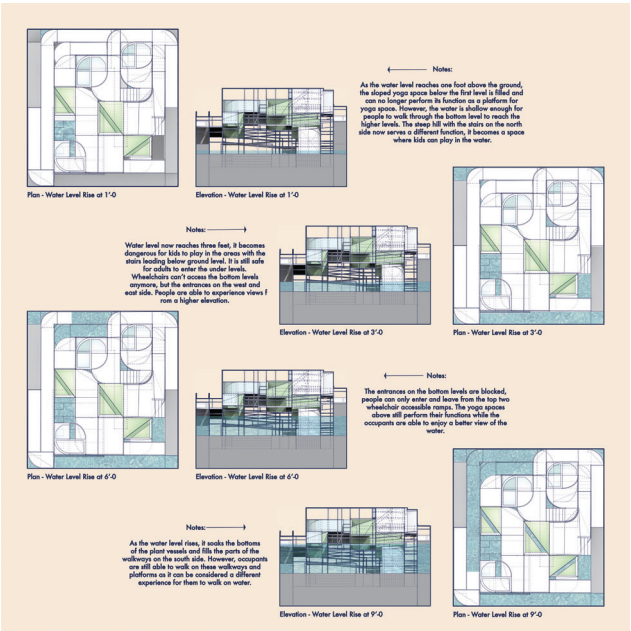 Notes:
As the water level reaches one foot above the ground,
the sloped yoga space below the first level is filled and
can no longer perform its function as a platform for
yoga space. However, the water is shallow enough for
people to walk through the bottom level to reach the
higher levels. The steep hill with the stairs on the north
side now serves a different function, it becomes a space
where kids can play in the water.
Plan - Water Level Rise at 1'-0
Elevation - Water Level Rise at 1'-0
Notes:
Water level now reaches three feet, it becomes
dangerous for kids to play in the areas with the
stairs leading below ground level. It is still safe
for adults to enter the under levels.
Wheelchairs can't access the bottom levels
anymore, but the entrances on the west and
east side. People are able to experience views f
rom a higher elevation.
Elevation - Water Level Rise at 3'-0
Plan - Water Level Rise at 3'-0
Notes:
The entrances on the bottom levels are blocked,
people can only enter and leave from the top two
wheelchair accessible ramps. The yoga spaces
above still perform their functions while the
occupants are able to enjoy a better view of the
water.
Plan - Water Level Rise at 6'-0
Elevation - Water Level Rise at 6'-0
Notes:
As the water level rises, it soaks the bottoms
of the plant vessels and fills the parts of the
walkways on the south side. However, occupants
are still able to walk on these walkways and
platforms as it can be considered a different
experience for them to walk on water.
Elevation - Water Level Rise at 9'-0
Plan - Water Level Rise at 9'-0